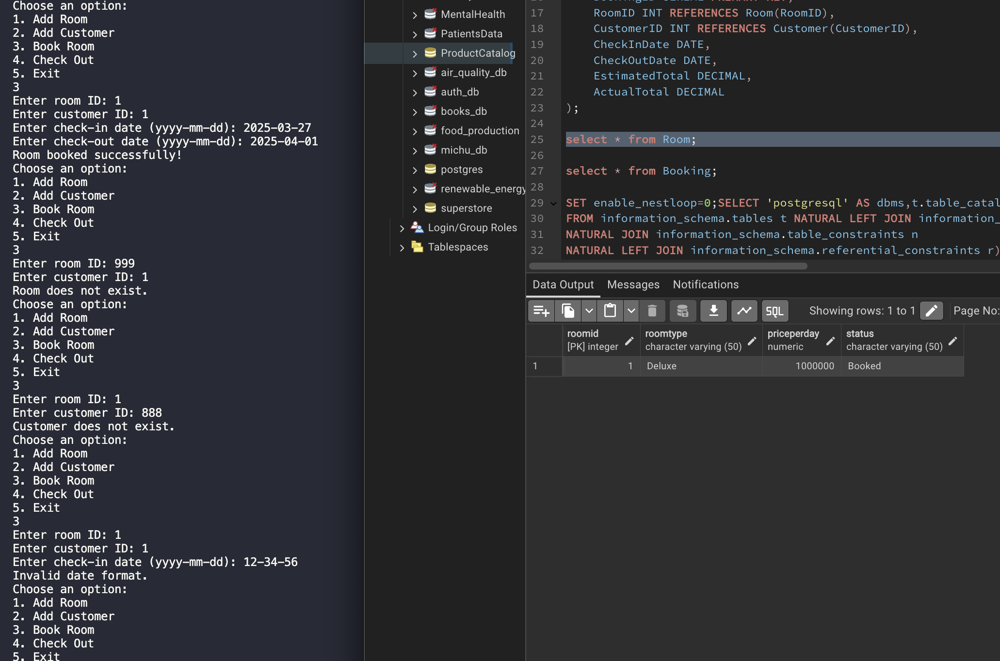 Choose an option:
1. Add Room
2. Add Customer
3. Book Room
4. Check Out
5. Exit
3
Enter room ID: 1
Enter customer ID: 1
Enter check-in date (yyyy-mm-dd): 2025-03-27
Enter check-out date (yyyy-mm-dd): 2025-04-01
Room booked successfully!
Choose an option:
1. Add Room
2. Add Customer
3. Book Room
4. Check Out
5. Exit
3
Enter room ID: 999
Enter customer ID: 1
Room does not exist.
Choose an option:
1. Add Room
2. Add Customer
3. Book Room
4. Check Out
5. Exit
3
Enter room ID: 1
Enter customer ID: 888
Customer does not exist.
Choose an option:
1. Add Room
2. Add Customer
3. Book Room
4. Check Out
5. Exit
3
Enter room ID: 1
Enter customer ID: 1
Enter check-in date (yyyy-mm-dd): 12-34-56
Invalid date format.
Choose an option:
1. Add Room
2. Add Customer
3. Book Room
4. Check Out
5. Exit
MentalHealth
PatientsData
ProductCatalog
air_quality_db
auth_db
books_db
food_production
michu_db
postgres
renewable_energy
superstore
Login/Group Roles
Tablespaces
17 RoomID INT REFERENCES Room(RoomID),
18 CustomerID INT REFERENCES Customer(CustomerID),
19 CheckInDate DATE,
20 CheckOutDate DATE,
21 EstimatedTotal DECIMAL,
22 ActualTotal DECIMAL
23 );
24
25 select * from Room;
26
27 select * from Booking;
28
29 SET enable_nestloop=0;SELECT 'postgresql' AS dbms,t.table_catal
30 FROM information_schema.tables t NATURAL LEFT JOIN information_
31 NATURAL JOIN information_schema.table_constraints n
32 NATURAL LEFT JOIN information_schema.referential_constraints r)
Data Output Messages Notifications
SQL Showing rows: 1 to 1 Page No:
roomid roomtype priceperday status
[PK] integer character varying (50) numeric character varying (50)
1 1 Deluxe 1000000 Booked